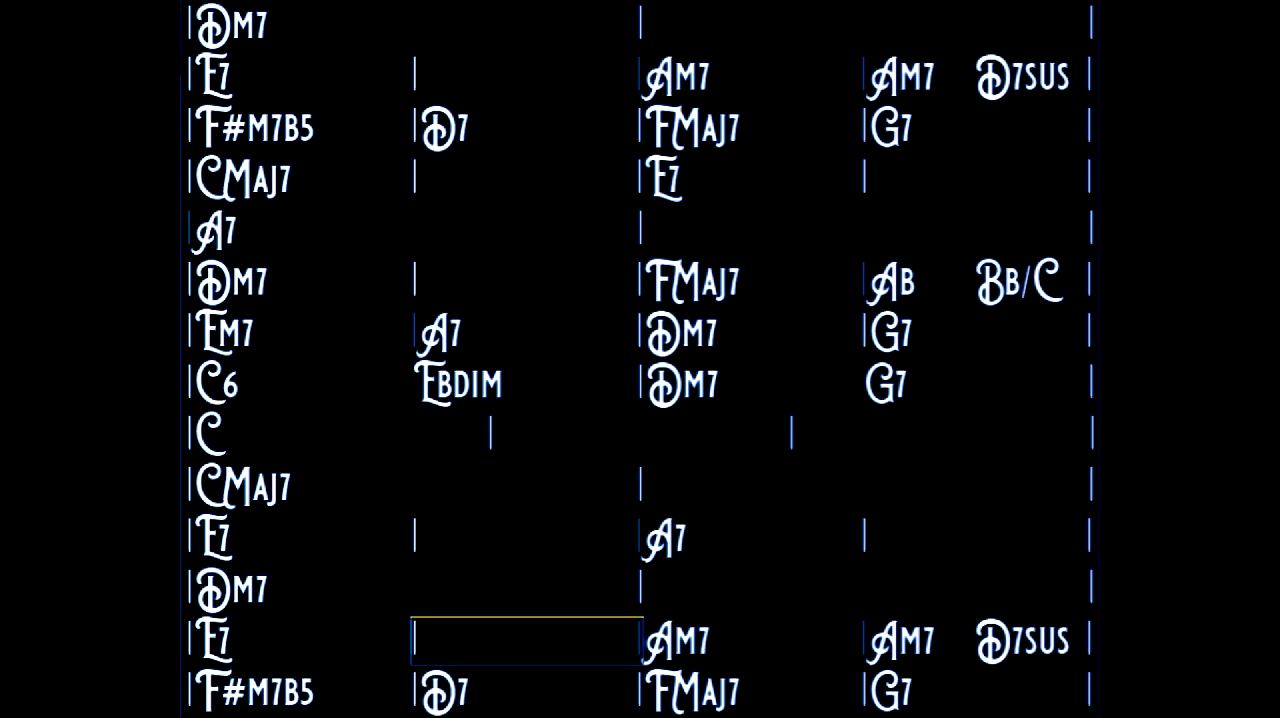 |Dm7 | |
|E7 | |Am7 |Am7 D7sus |
|F#m7b5 |D7 |FMaj7 |G7 |
|CMaj7 | |E7 | |
|A7 | |
|Dm7 | |FMaj7 |Ab Bb/C |
|Em7 |A7 |Dm7 |G7 |
|C6 Ebdim |Dm7 G7 |
|C | | |
|CMaj7 | |
|E7 | |A7 | |
|Dm7 | |
|E7 | |Am7 |Am7 D7sus |
|F#m7b5 |D7 |FMaj7 |G7 |